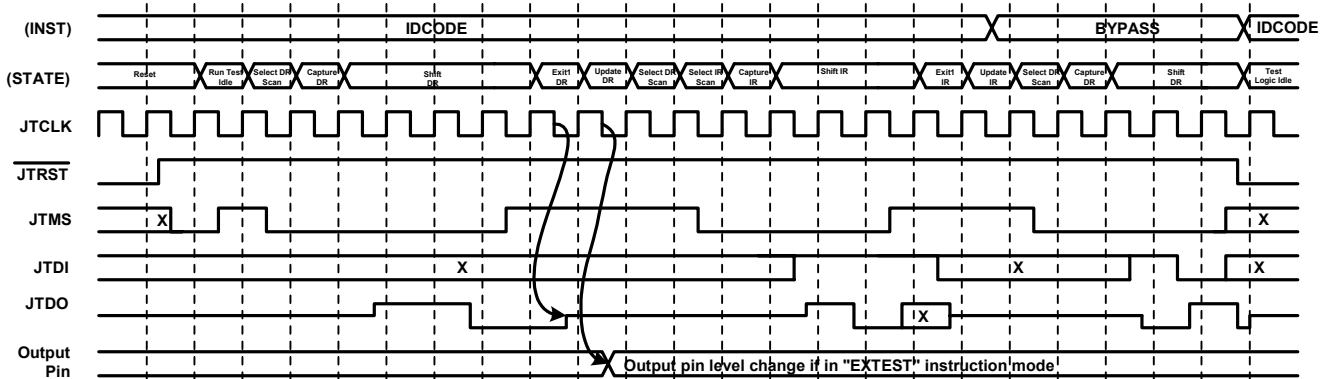 (INST) IDCODE BYPASS IDCODE
(STATE) Reset Run Test Idle Select DR Scan Capture DR Shift DR Exit1 DR Update DR Select DR Scan Select IR Scan Capture IR Shift IR Exit1 IR Update IR Select DR Scan Capture DR Shift DR Test Logic Idle
JTCLK
JTRST
JTMS X X
JTDI X X X
JTDO X
Output Pin Output pin level change if in "EXTEST" instruction mode